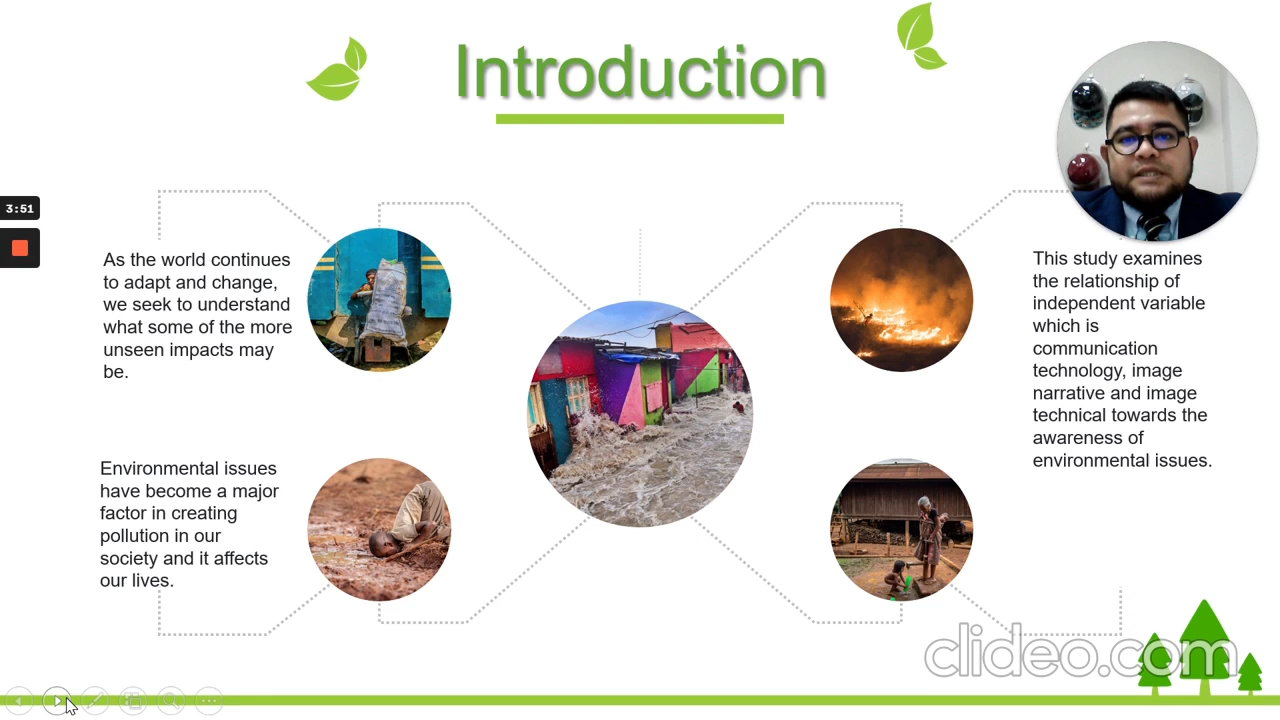 Introduction
3:51
As the world continues
to adapt and change,
we seek to understand
what some of the more
unseen impacts may
be.
Environmental issues
have become a major
factor in creating
pollution in our
society and it affects
our lives.
This study examines
the relationship of
independent variable
which is
communication
technology, image
narrative and image
technical towards the
awareness of
environmental issues.
clideo.com